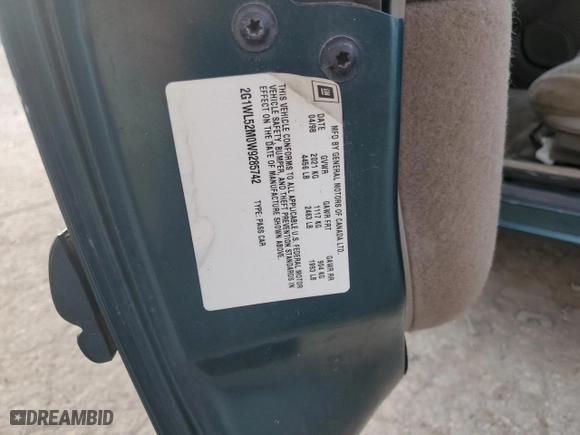 GM
MFD BY GENERAL MOTORS OF CANADA LTD.
DATE GVWR GAWR FRT GAWR RR
04/98 2021 KG 1117 KG 904 KG
4456 LB 2463 LB 1993 LB
THIS VEHICLE CONFORMS TO ALL APPLICABLE U.S. FEDERAL MOTOR
VEHICLE SAFETY, BUMPER, AND THEFT PREVENTION STANDARDS IN
EFFECT ON THE DATE OF MANUFACTURE SHOWN ABOVE.
2G1WL52M0W9285742 TYPE: PASS CAR
DREAMBID